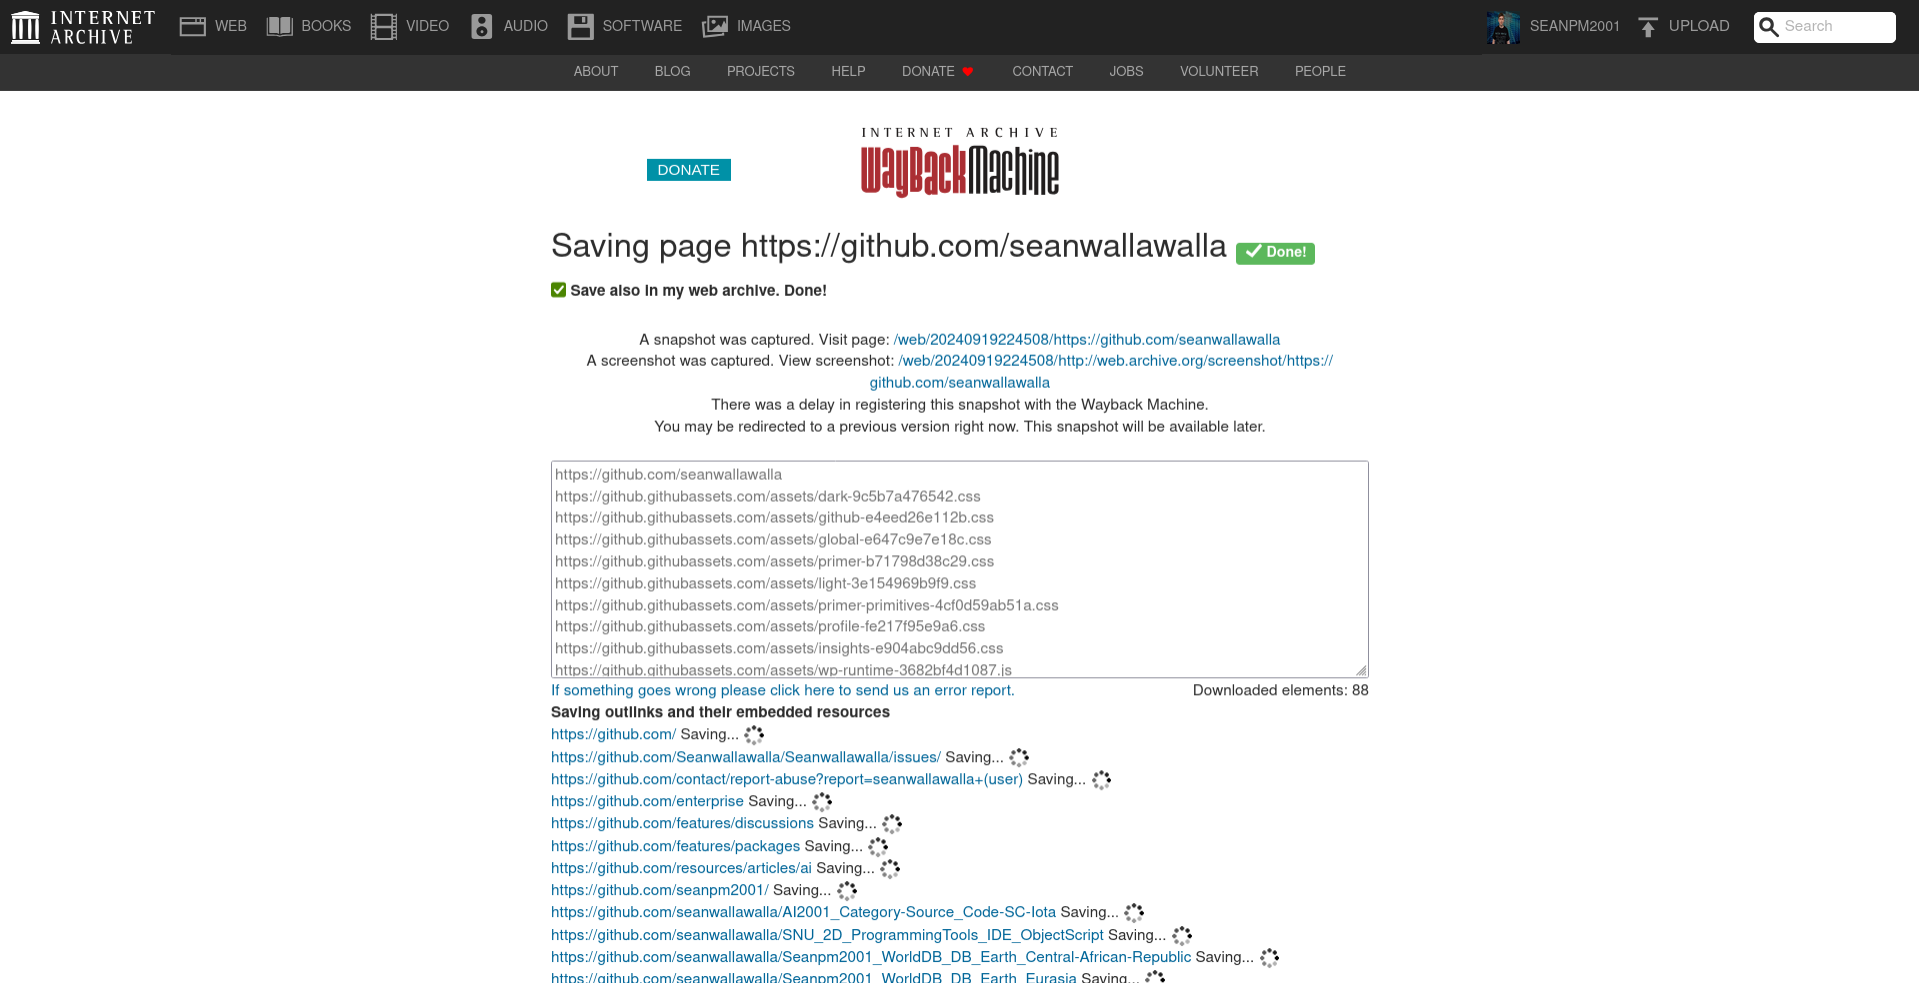 INTERNET ARCHIVE
WEB BOOKS VIDEO AUDIO SOFTWARE IMAGES SEANPM2001 UPLOAD Search
ABOUT BLOG PROJECTS HELP DONATE CONTACT JOBS VOLUNTEER PEOPLE
INTERNET ARCHIVE
WayBackMachine
DONATE
Saving page https://github.com/seanwallawalla Done!
Save also in my web archive. Done!
A snapshot was captured. Visit page: /web/20240919224508/https://github.com/seanwallawalla
A screenshot was captured. View screenshot: /web/20240919224508/http://web.archive.org/screenshot/https://
github.com/seanwallawalla
There was a delay in registering this snapshot with the Wayback Machine.
You may be redirected to a previous version right now. This snapshot will be available later.
https://github.com/seanwallawalla
https://github.githubassets.com/assets/dark-9c5b7a476542.css
https://github.githubassets.com/assets/github-e4eed26e112b.css
https://github.githubassets.com/assets/global-e647c9e7e18c.css
https://github.githubassets.com/assets/primer-b71798d38c29.css
https://github.githubassets.com/assets/light-3e154969b9f9.css
https://github.githubassets.com/assets/primer-primitives-4cf0d59ab51a.css
https://github.githubassets.com/assets/profile-fe217f95e9a6.css
https://github.githubassets.com/assets/insights-e904abc9dd56.css
https://github.githubassets.com/assets/wp-runtime-3682bf4d1087.js
If something goes wrong please click here to send us an error report. Downloaded elements: 88
Saving outlinks and their embedded resources
https://github.com/ Saving...
https://github.com/Seanwallawalla/Seanwallawalla/issues/ Saving...
https://github.com/contact/report-abuse?report=seanwallawalla+(user) Saving...
https://github.com/enterprise Saving...
https://github.com/features/discussions Saving...
https://github.com/features/packages Saving...
https://github.com/resources/articles/ai Saving...
https://github.com/seanpm2001/ Saving...
https://github.com/seanwallawalla/AI2001_Category-Source_Code-SC-Iota Saving...
https://github.com/seanwallawalla/SNU_2D_ProgrammingTools_IDE_ObjectScript Saving...
https://github.com/seanwallawalla/Seanpm2001_WorldDB_DB_Earth_Central-African-Republic Saving...
https://github.com/seanwallawalla/Seanpm2001_WorldDB_DB_Earth_Eurasia Saving...